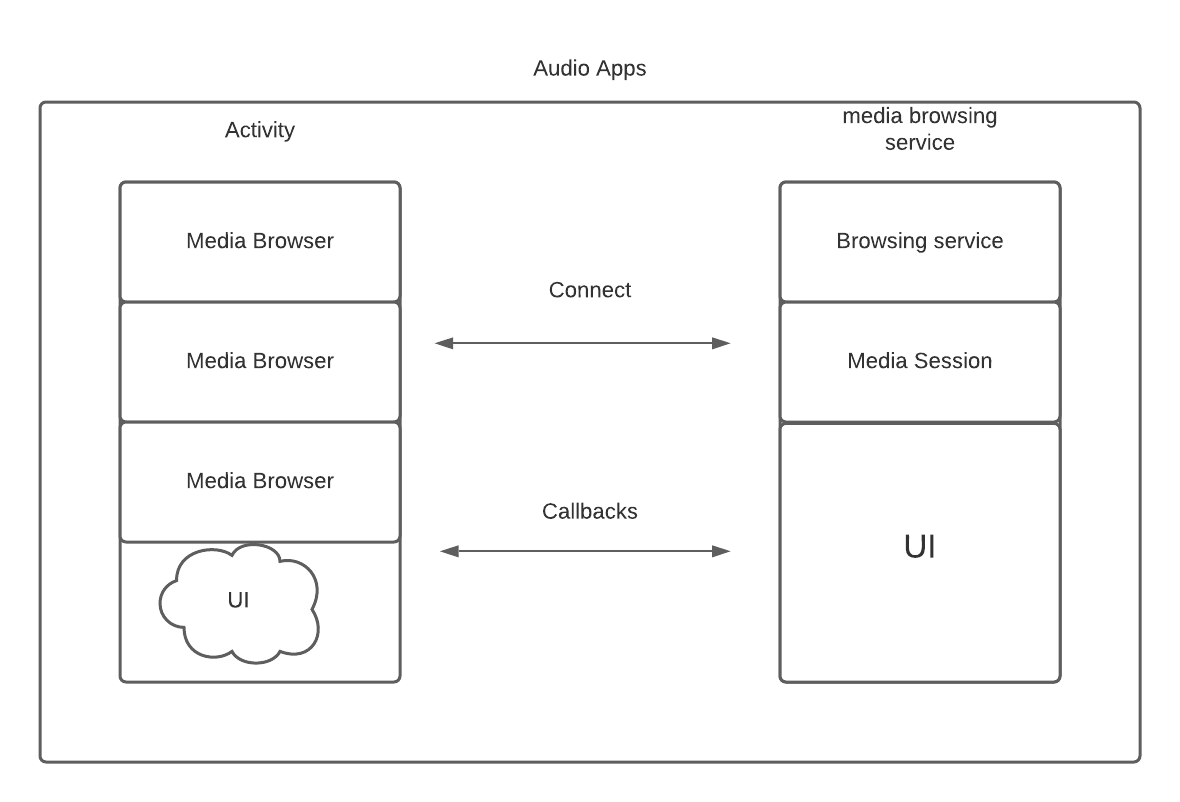 Audio Apps
Activity
media browsing
service
Media Browser
Browsing service
Connect
Media Browser
Media Session
Media Browser
Callbacks
UI
UI